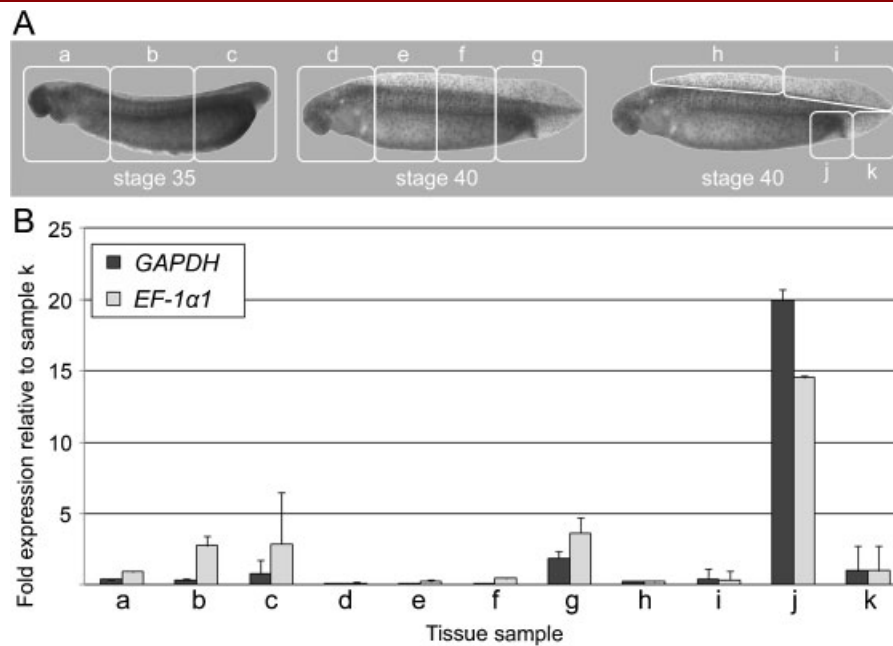 A
a b c d e f g h i
stage 35 stage 40 stage 40 j k
B
Fold expression relative to sample k
25
20
15
10
5
GAPDH
EF-1α1
a b c d e f g h i j k
Tissue sample